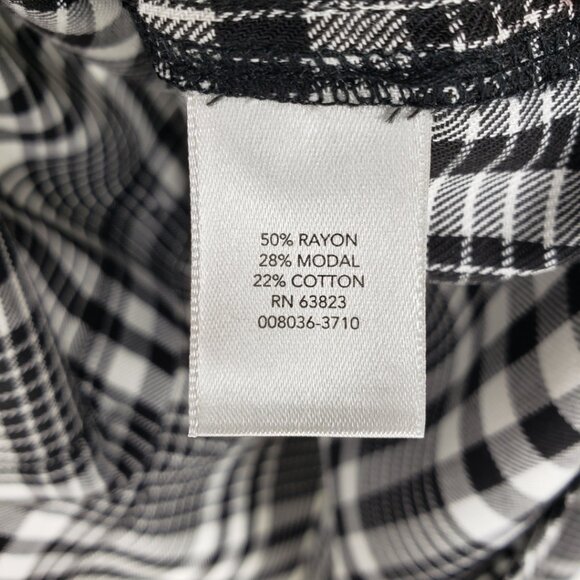 50% RAYON
28% MODAL
22% COTTON
RN 63823
008036-3710